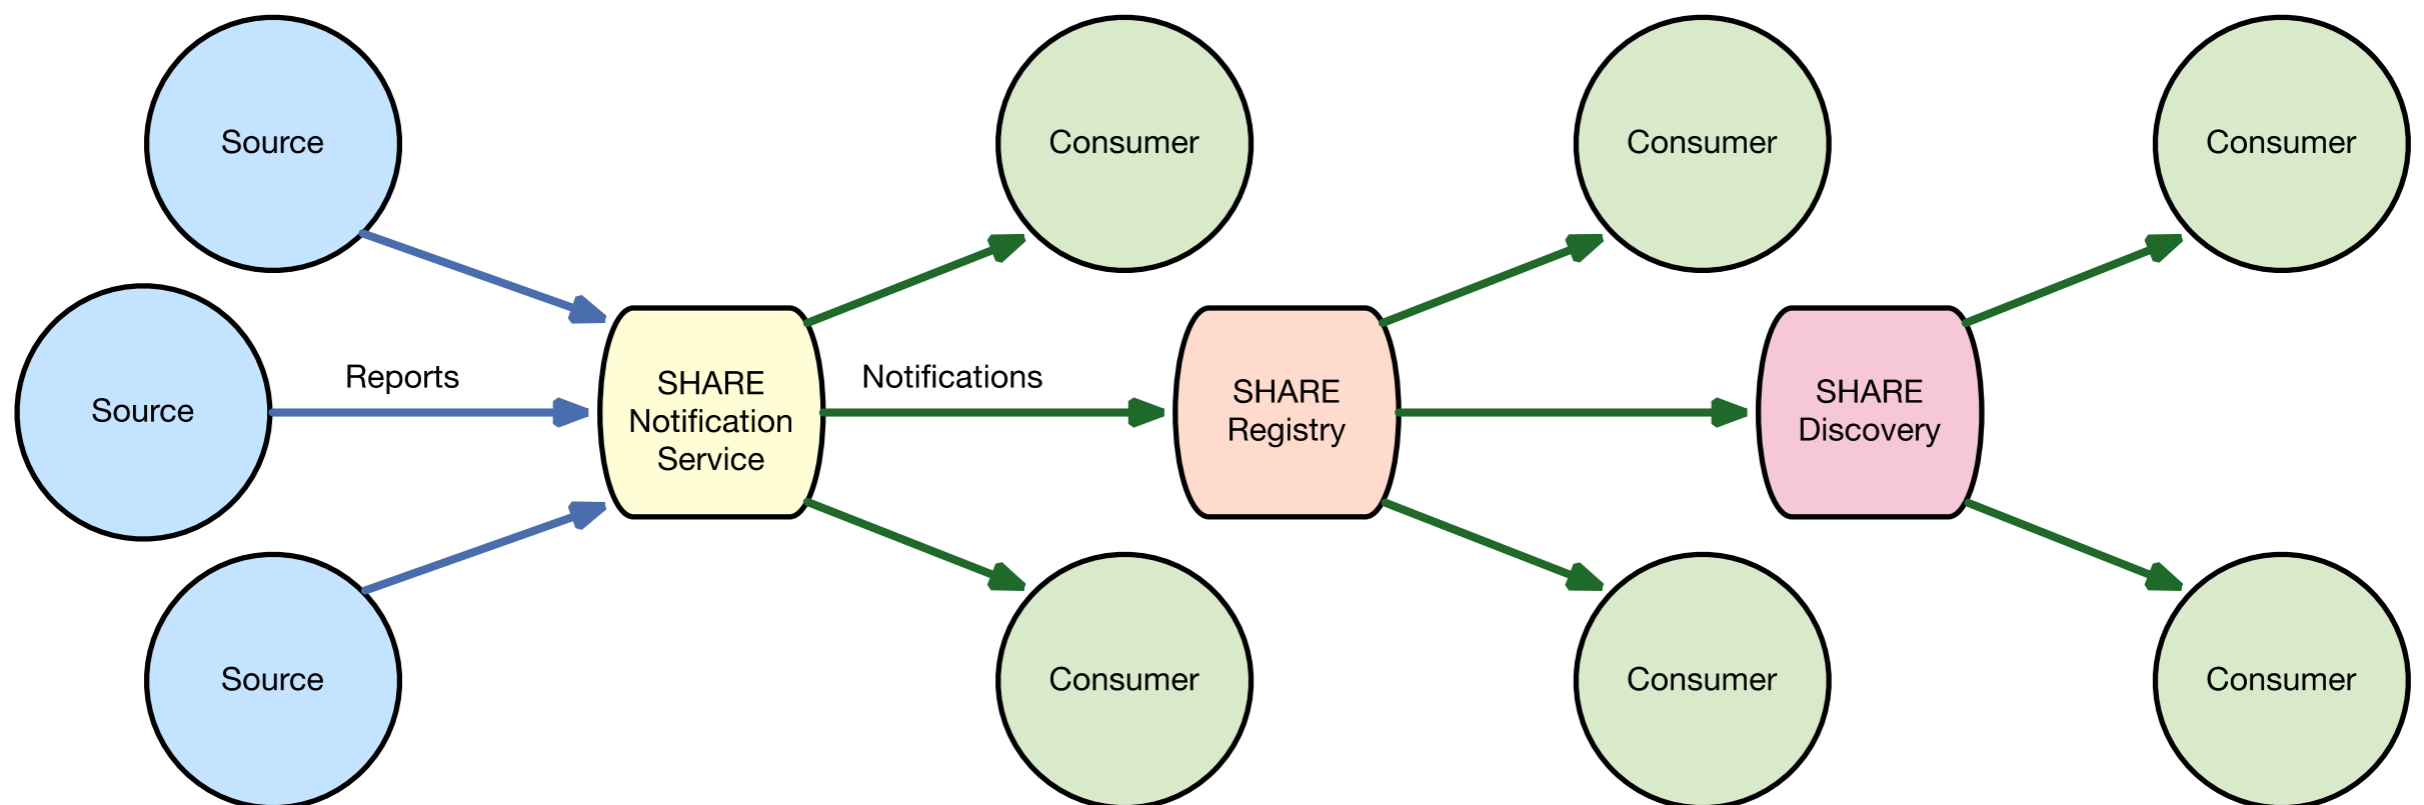 Source
Consumer
Consumer
Consumer
Source
Reports
SHARE
Notification
Service
Notifications
SHARE
Registry
SHARE
Discovery
Source
Consumer
Consumer
Consumer